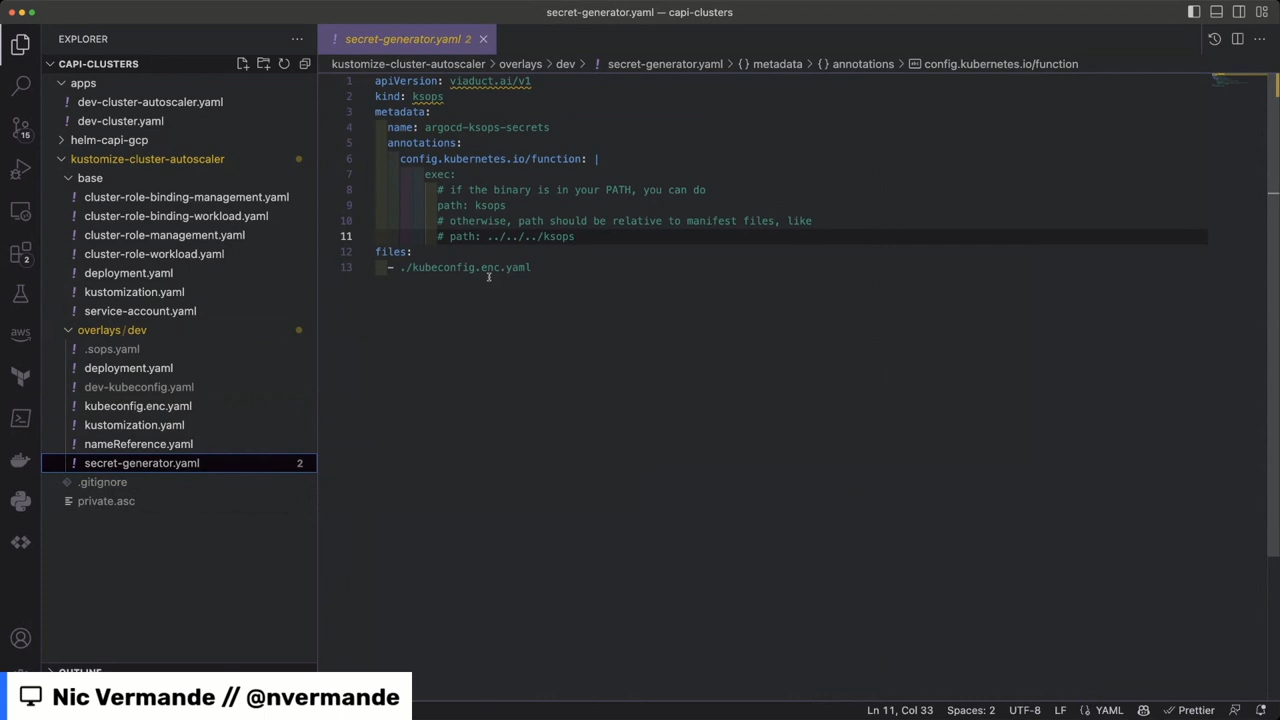 secret-generator.yaml — capi-clusters
EXPLORER
secret-generator.yaml 2
CAPI-CLUSTERS
kustomize-cluster-autoscaler > overlays > dev > ! secret-generator.yaml > {} metadata > {} annotations > config.kubernetes.io/function
apps
! dev-cluster-autoscaler.yaml
! dev-cluster.yaml
helm-capi-gcp
kustomize-cluster-autoscaler
base
! cluster-role-binding-management.yaml
! cluster-role-binding-workload.yaml
! cluster-role-management.yaml
! cluster-role-workload.yaml
! deployment.yaml
! kustomization.yaml
! service-account.yaml
overlays / dev
! .sops.yaml
! deployment.yaml
! dev-kubeconfig.yaml
! kubeconfig.enc.yaml
! kustomization.yaml
! nameReference.yaml
! secret-generator.yaml 2
.gitignore
private.asc
OUTLINE
15
2
aws
1 apiVersion: viaduct.ai/v1
2 kind: ksops
3 metadata:
4 name: argocd-ksops-secrets
5 annotations:
6 config.kubernetes.io/function: |
7 exec:
8 # if the binary is in your PATH, you can do
9 path: ksops
10 # otherwise, path should be relative to manifest files, like
11 # path: ../../../ksops
12 files:
13 - ./kubeconfig.enc.yaml
Nic Vermande // @nvermande
Ln 11, Col 33 Spaces: 2 UTF-8 LF {} YAML Prettier